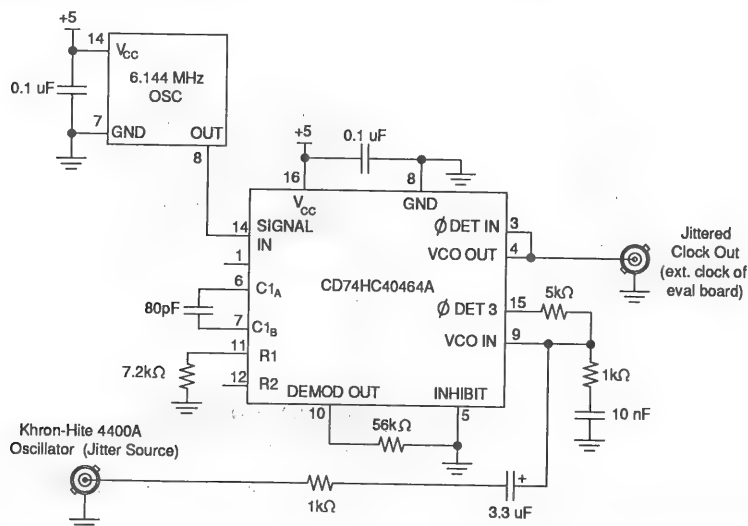 +5
14
VCC
6.144 MHz
OSC
0.1 uF
7
GND
OUT
8
+5
0.1 uF
16
8
VCC
GND
14
SIGNAL
IN
Ø DET IN
3
VCO OUT
4
Jittered
Clock Out
(ext. clock of
eval board)
1
6
C1A
CD74HC40464A
80pF
7
C1B
Ø DET 3
15
5kΩ
11
R1
VCO IN
9
7.2kΩ
12
R2
1kΩ
DEMOD OUT
INHIBIT
10
5
10 nF
56kΩ
Khron-Hite 4400A
Oscillator (Jitter Source)
1kΩ
+
3.3 uF